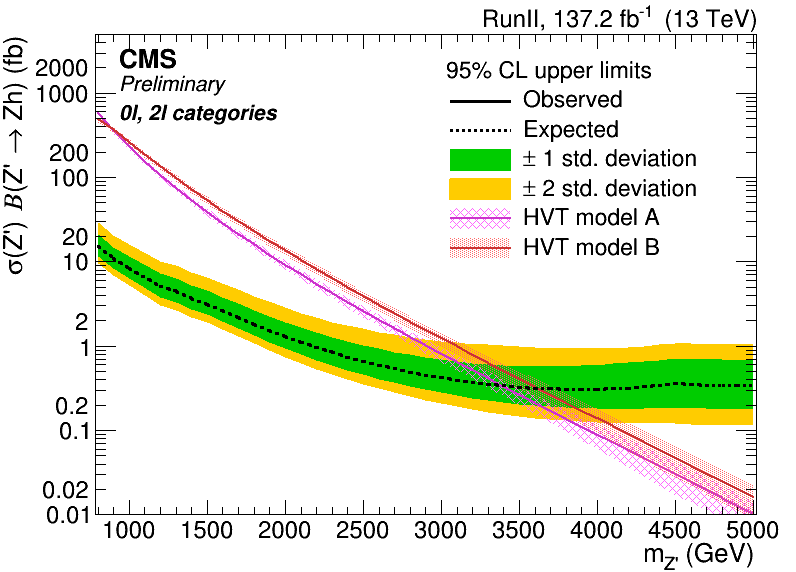 RunII, 137.2 fb⁻¹ (13 TeV)
CMS
Preliminary
0l, 2l categories
95% CL upper limits
Observed
Expected
± 1 std. deviation
± 2 std. deviation
HVT model A
HVT model B
σ(Z') B(Z' → Zh) (fb)
2000
1000
200
100
20
10
2
1
0.2
0.1
0.02
0.01
1000 1500 2000 2500 3000 3500 4000 4500 5000
m_Z' (GeV)